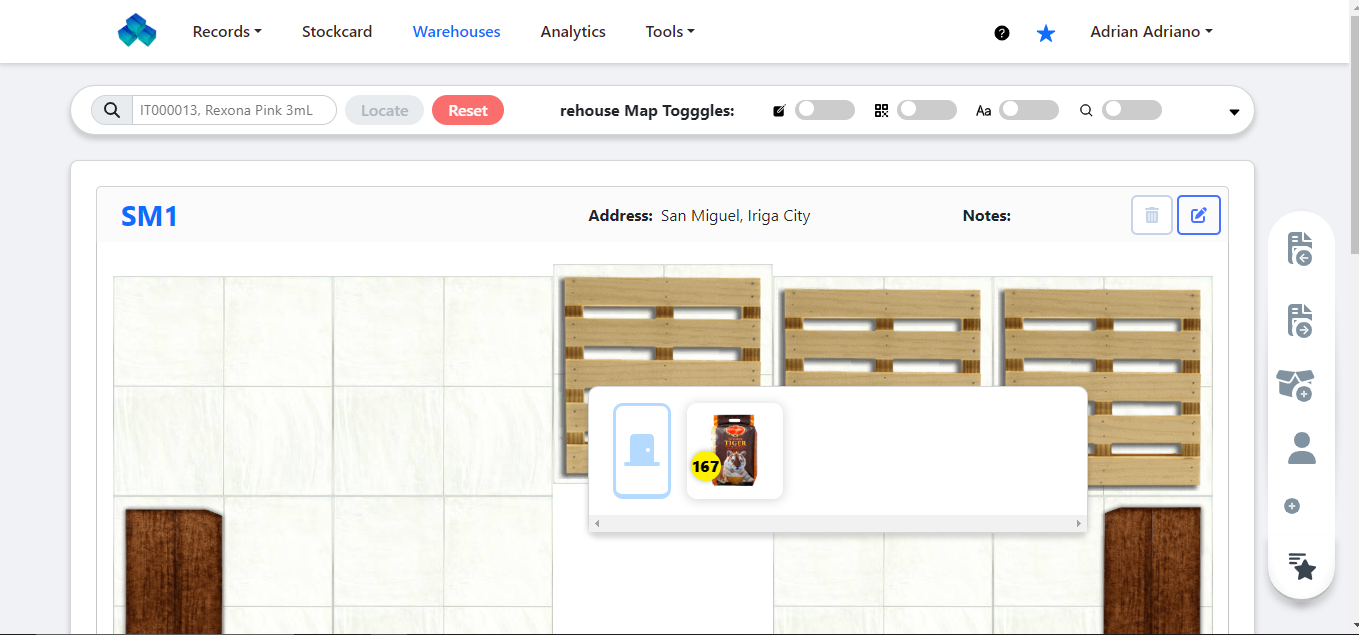 Records Stockcard Warehouses Analytics Tools ? Adrian Adriano
IT000013, Rexona Pink 3mL Locate Reset rehouse Map Togggles: Aa
SM1 Address: San Miguel, Iriga City Notes:
TIGER
167